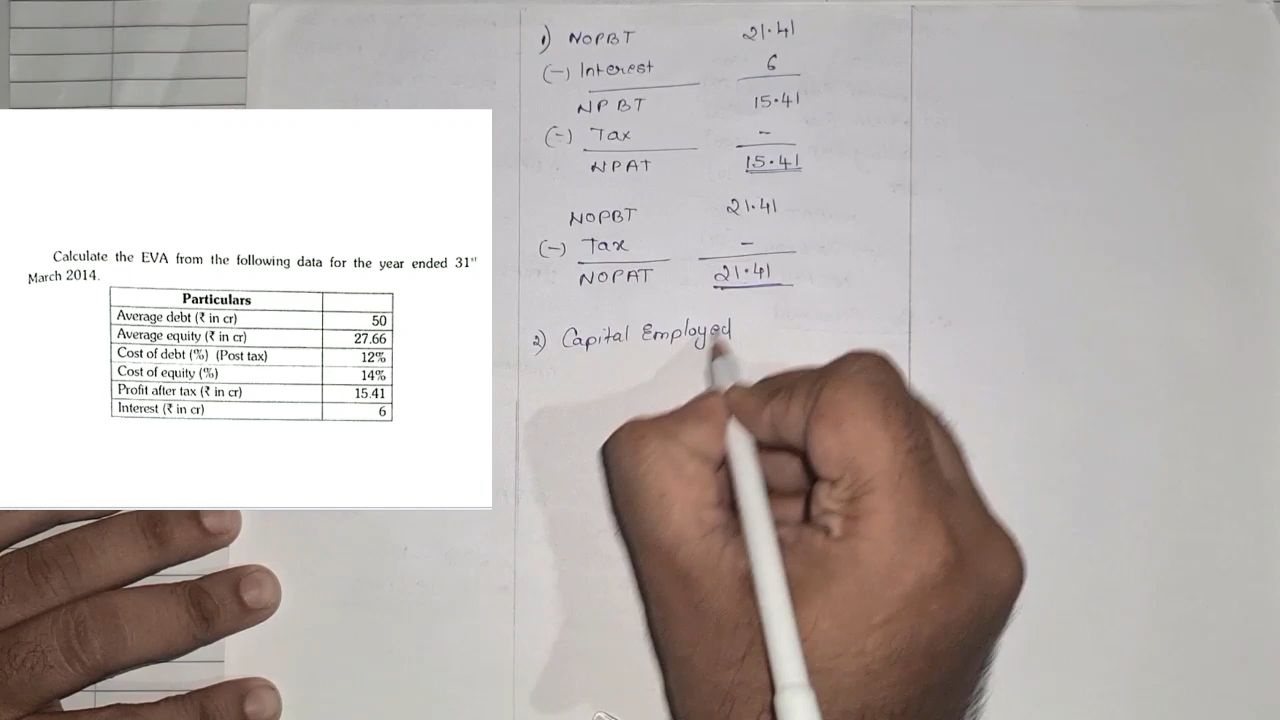 Calculate the EVA from the following data for the year ended 31st
March 2014.
Particulars
Average debt (₹ in cr) 50
Average equity (₹ in cr) 27.66
Cost of debt (%) (Post tax) 12%
Cost of equity (%) 14%
Profit after tax (₹ in cr) 15.41
Interest (₹ in cr) 6
1) NOPBT 21.41
(-) Interest 6
NPBT 15.41
(-) Tax -
NPAT 15.41
NOPBT 21.41
(-) Tax -
NOPAT 21.41
2) Capital Employed